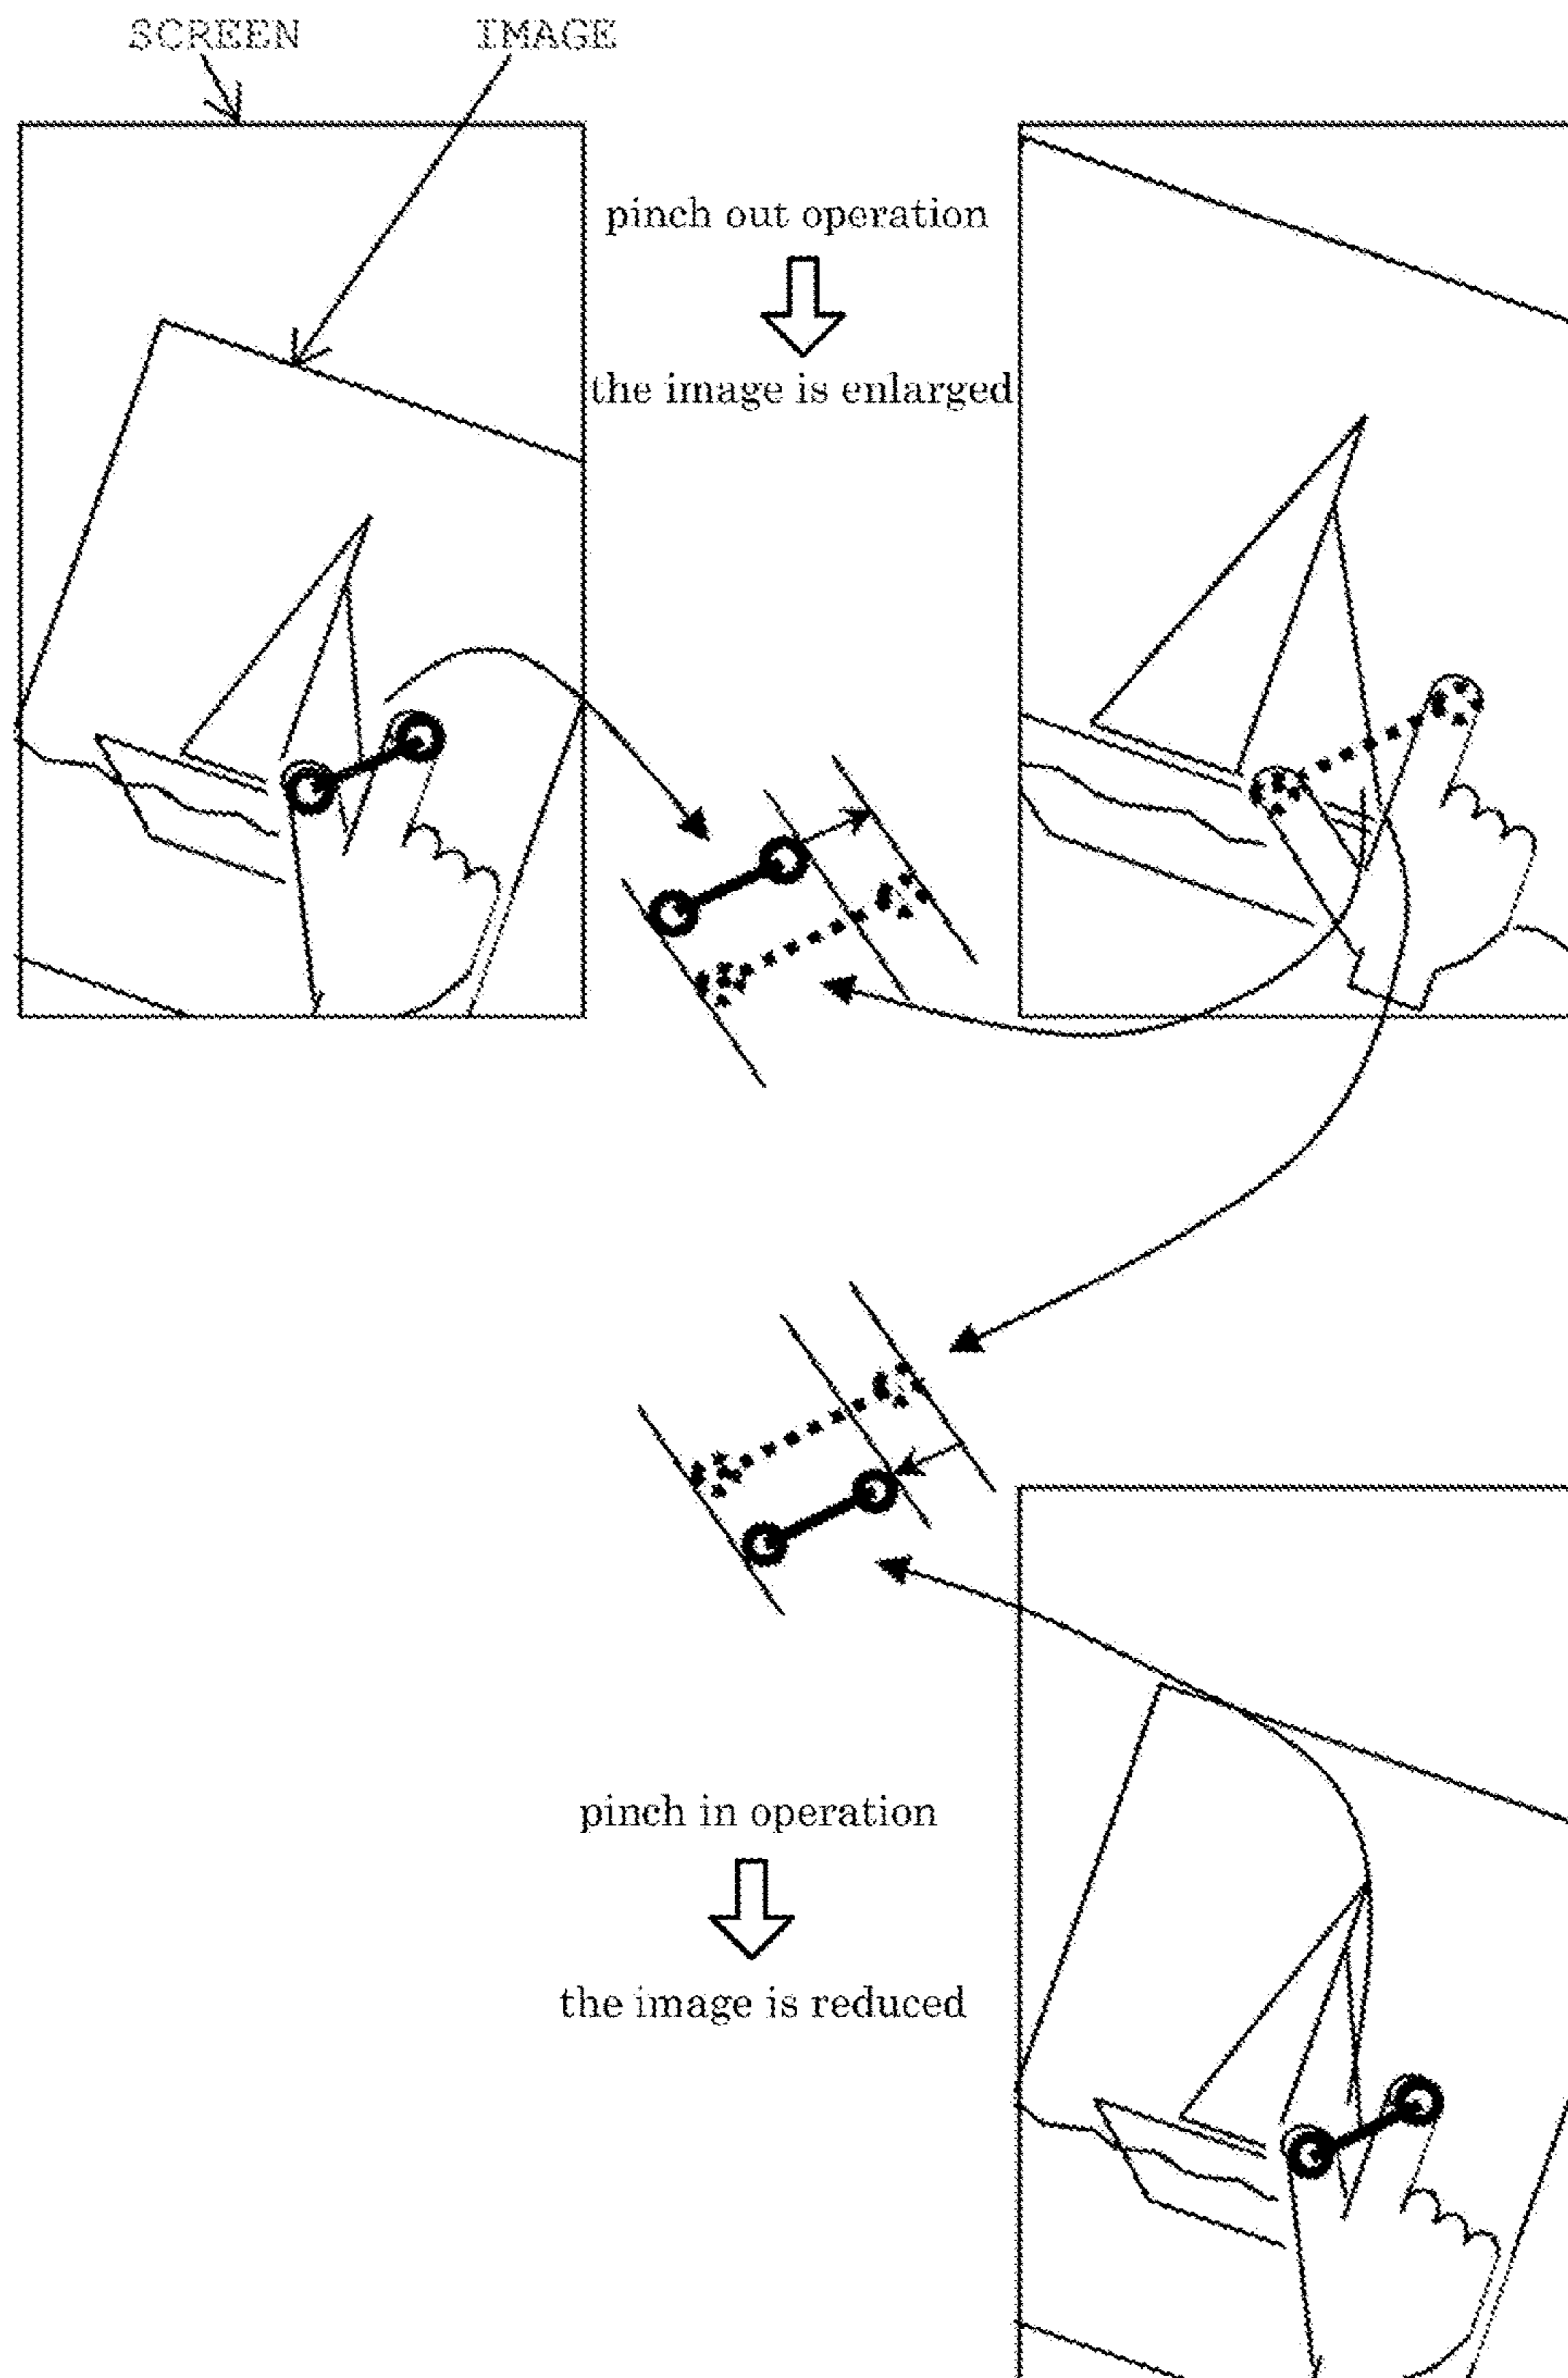 SCREEN
IMAGE
pinch out operation
the image is enlarged
pinch in operation
the image is reduced